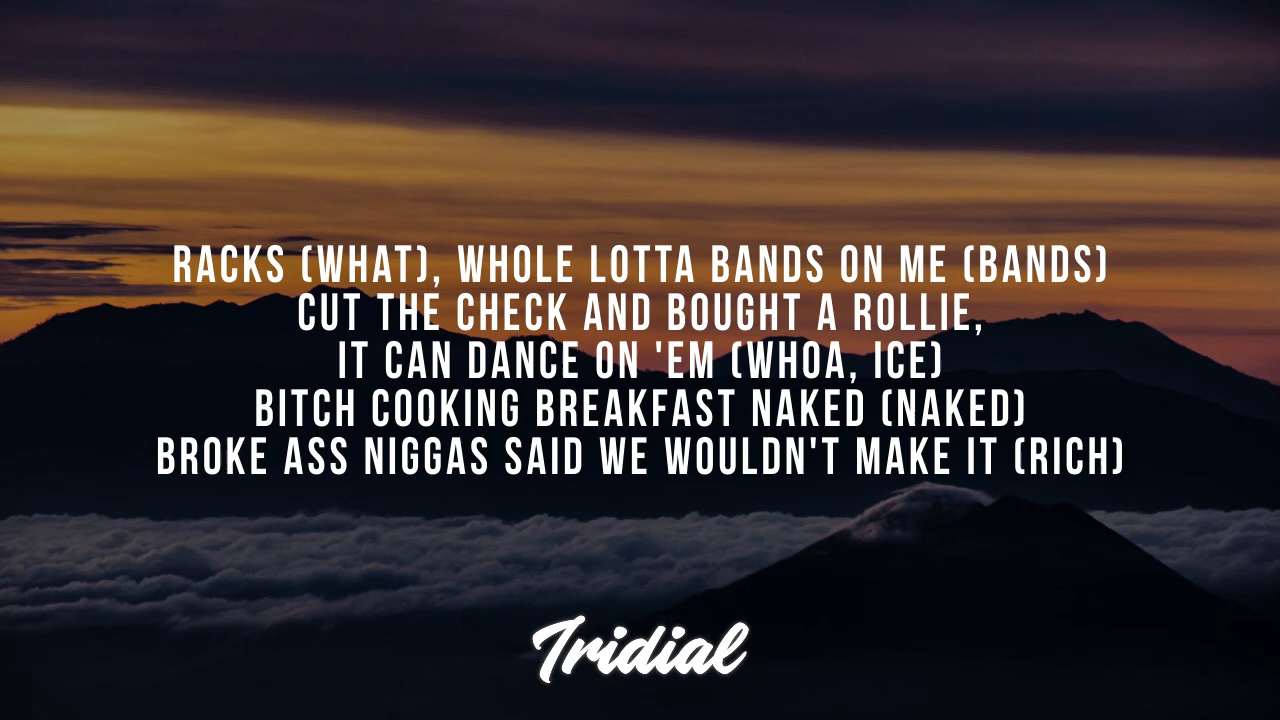 RACKS (WHAT), WHOLE LOTTA BANDS ON ME (BANDS)
CUT THE CHECK AND BOUGHT A ROLLIE,
IT CAN DANCE ON 'EM (WHOA, ICE)
BITCH COOKING BREAKFAST NAKED (NAKED)
BROKE ASS NIGGAS SAID WE WOULDN'T MAKE IT (RICH)
Tridial